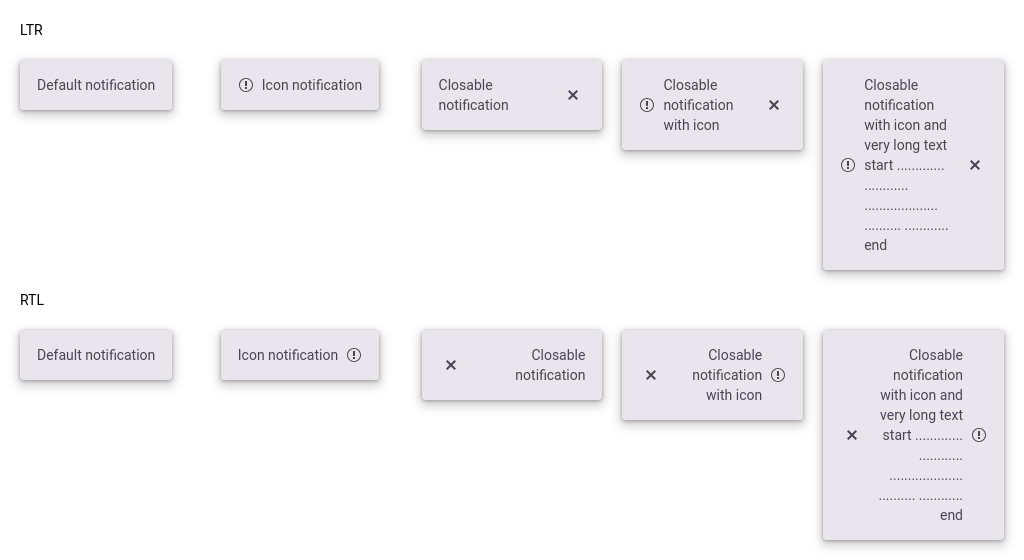 LTR
Default notification
Icon notification
Closable
notification
Closable
notification
with icon
Closable
notification
with icon and
very long text
start .............
............
....................
.......... ............
end
RTL
Default notification
Icon notification
Closable
notification
Closable
notification
with icon
Closable
notification
with icon and
very long text
start .............
............
....................
.......... ............
end